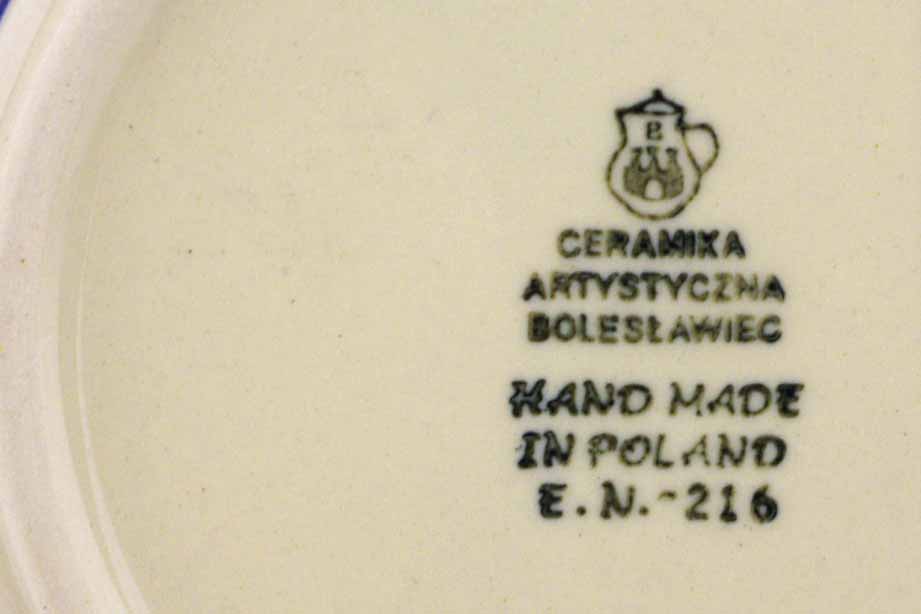 B
CERAMIKA
ARTYSTYCZNA
BOLESŁAWIEC
HAND MADE
IN POLAND
E.N.-216